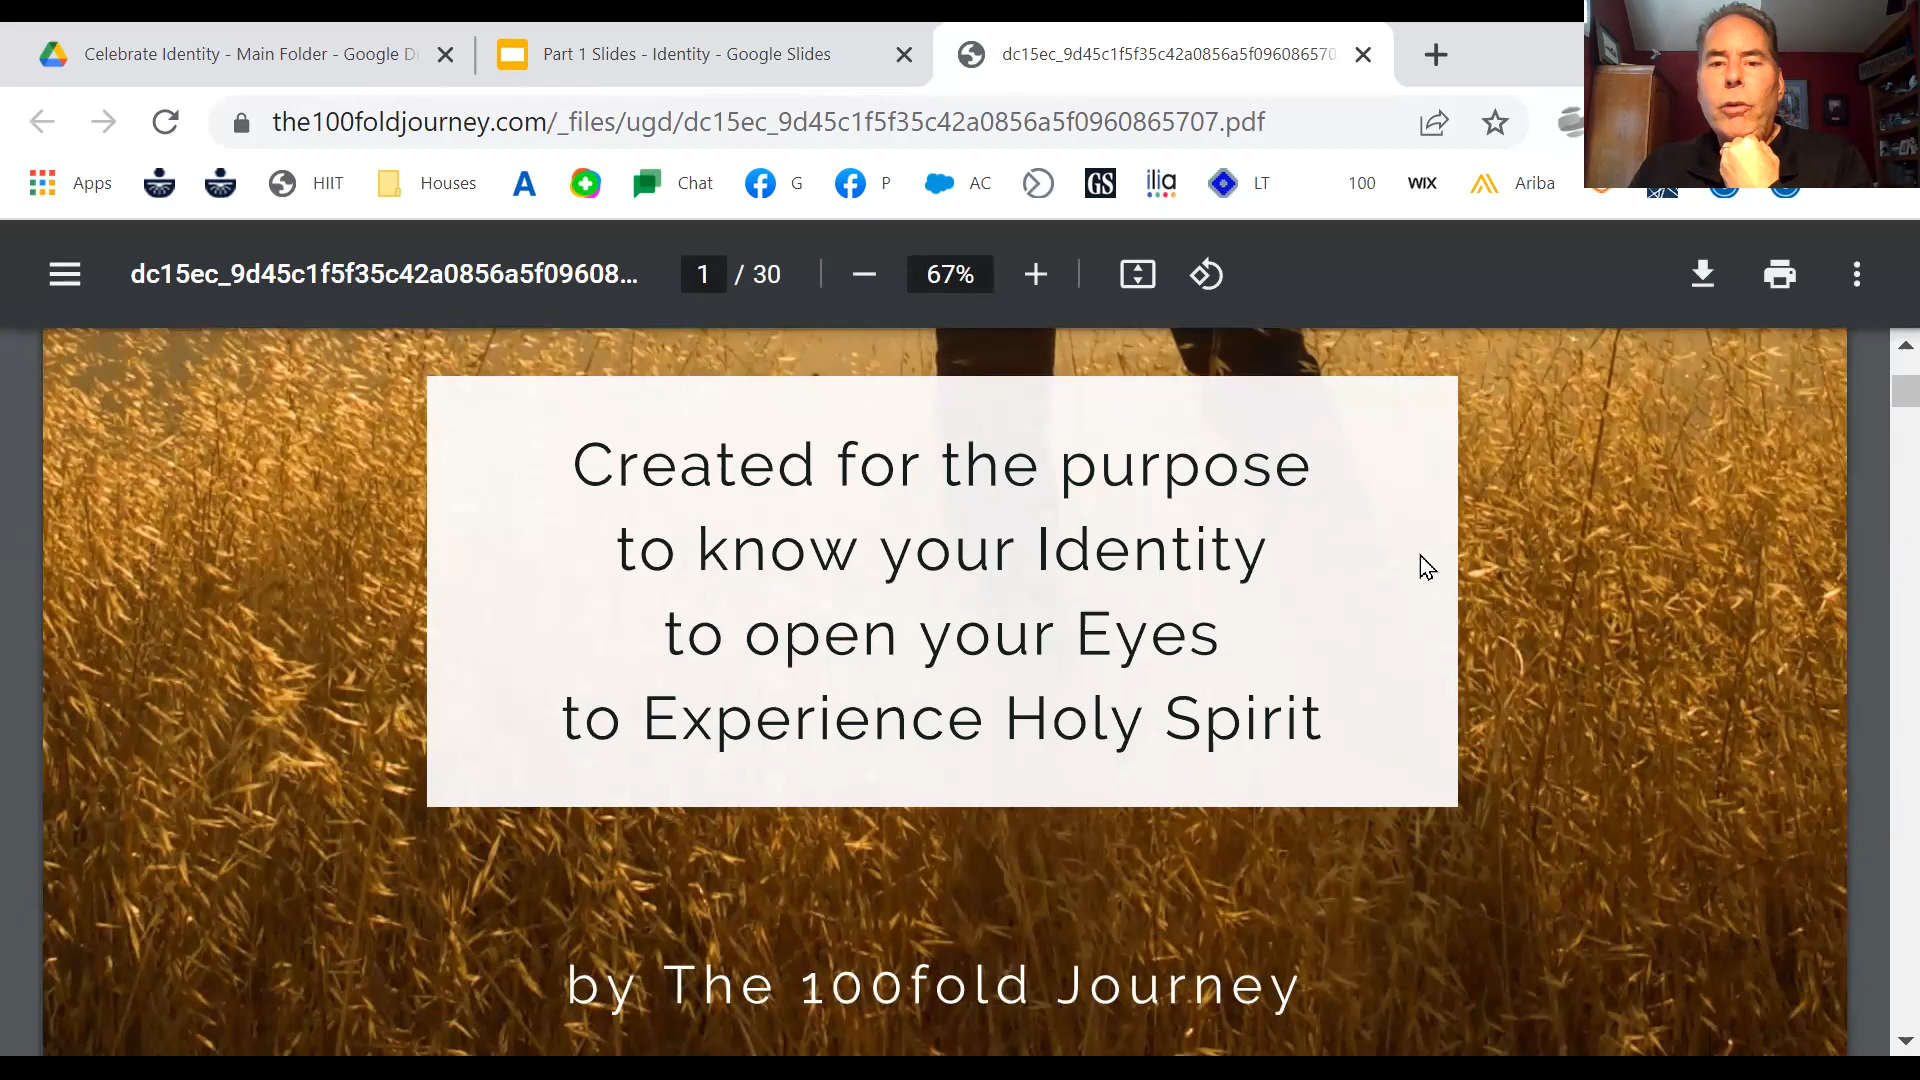 Celebrate Identity - Main Folder - Google D
Part 1 Slides - Identity - Google Slides
dc15ec_9d45c1f5f35c42a0856a5f0960865707
the100foldjourney.com/_files/ugd/dc15ec_9d45c1f5f35c42a0856a5f0960865707.pdf
Apps
HIIT
Houses
A
Chat
G
P
AC
GS
ilia
LT
100
WIX
Ariba
dc15ec_9d45c1f5f35c42a0856a5f09608...
1 / 30
67%
Created for the purpose
to know your Identity
to open your Eyes
to Experience Holy Spirit
by The 100fold Journey